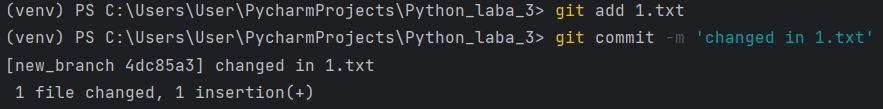 (venv) PS C:\Users\User\PycharmProjects\Python_laba_3> git add 1.txt
(venv) PS C:\Users\User\PycharmProjects\Python_laba_3> git commit -m 'changed in 1.txt'
[new_branch 4dc85a3] changed in 1.txt
 1 file changed, 1 insertion(+)